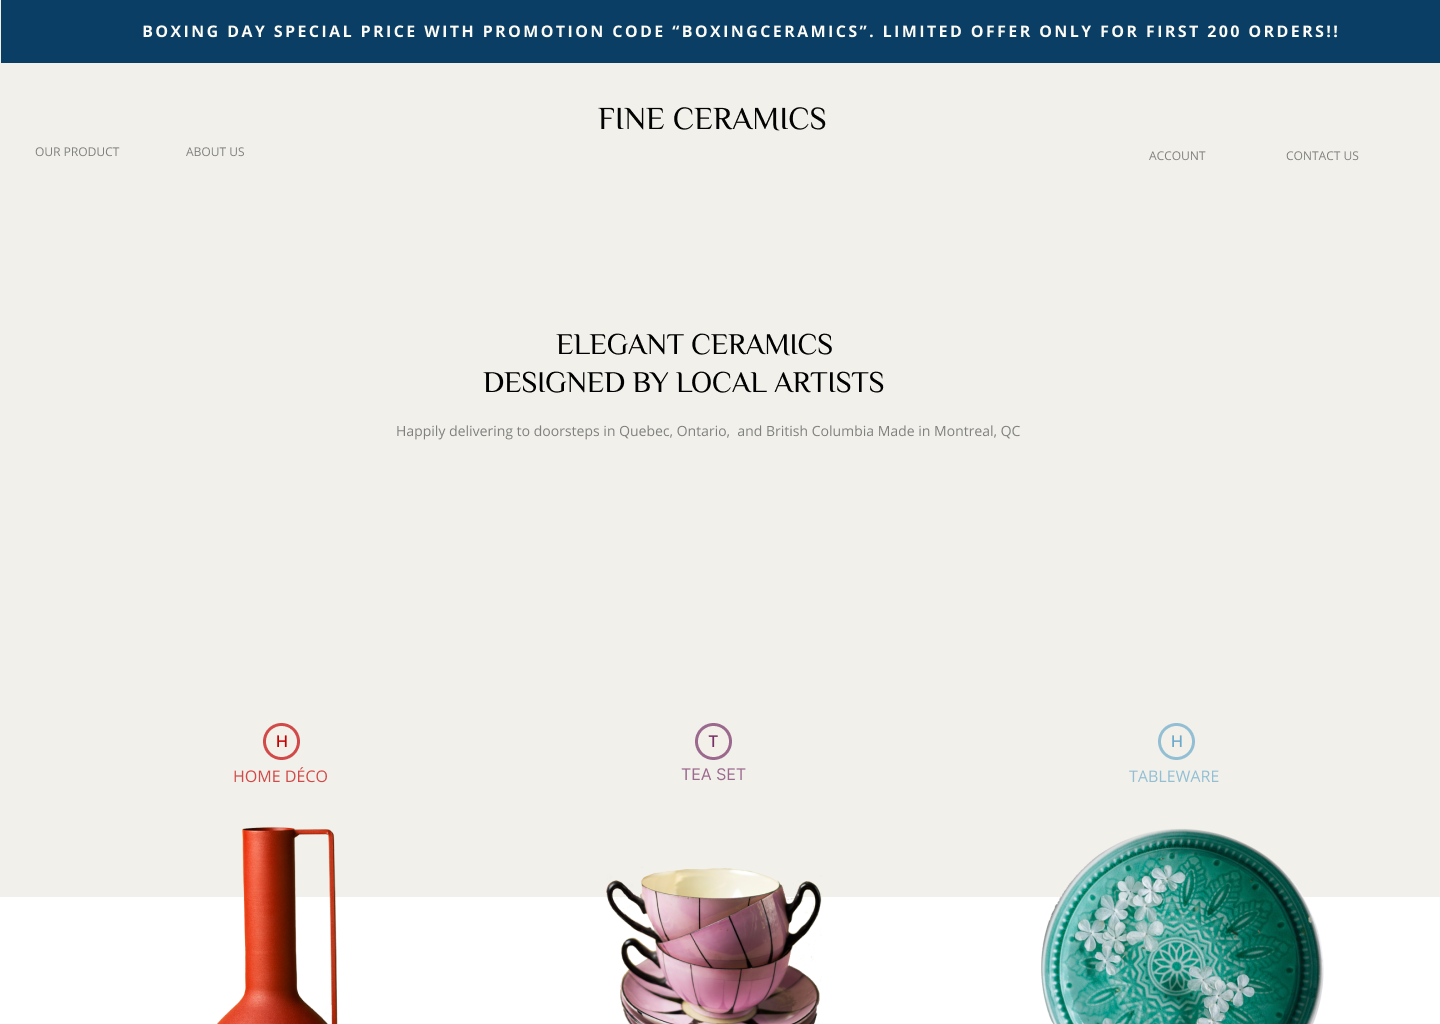 BOXING DAY SPECIAL PRICE WITH PROMOTION CODE “BOXINGCERAMICS”. LIMITED OFFER ONLY FOR FIRST 200 ORDERS!!
FINE CERAMICS
OUR PRODUCT
ABOUT US
ACCOUNT
CONTACT US
ELEGANT CERAMICS
DESIGNED BY LOCAL ARTISTS
Happily delivering to doorsteps in Quebec, Ontario,  and British Columbia Made in Montreal, QC
H
HOME DÉCO
T
TEA SET
H
TABLEWARE